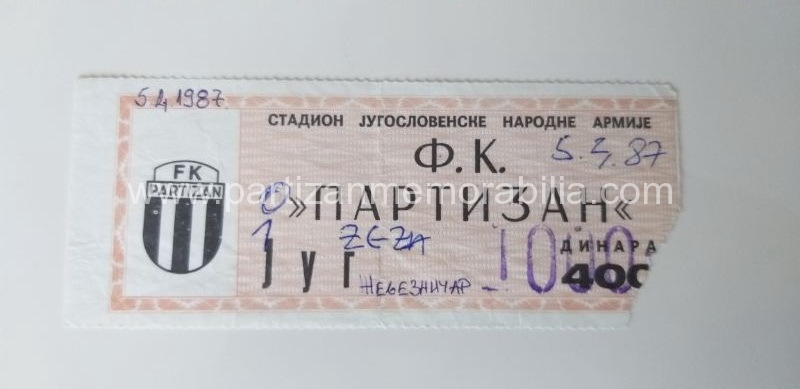 5 4 1987.
СТАДИОН ЈУГОСЛОВЕНСКЕ НАРОДНЕ АРМИЈЕ
Ф.К. 5.4.87
FK
PARTIZAN
www.partizanmemorabilia.com
0 »ПАРТИЗАН«
1 ZEZA
ДИНАРА
ЈУГ ЖЕЉЕЗНИЧАР - 1000
400